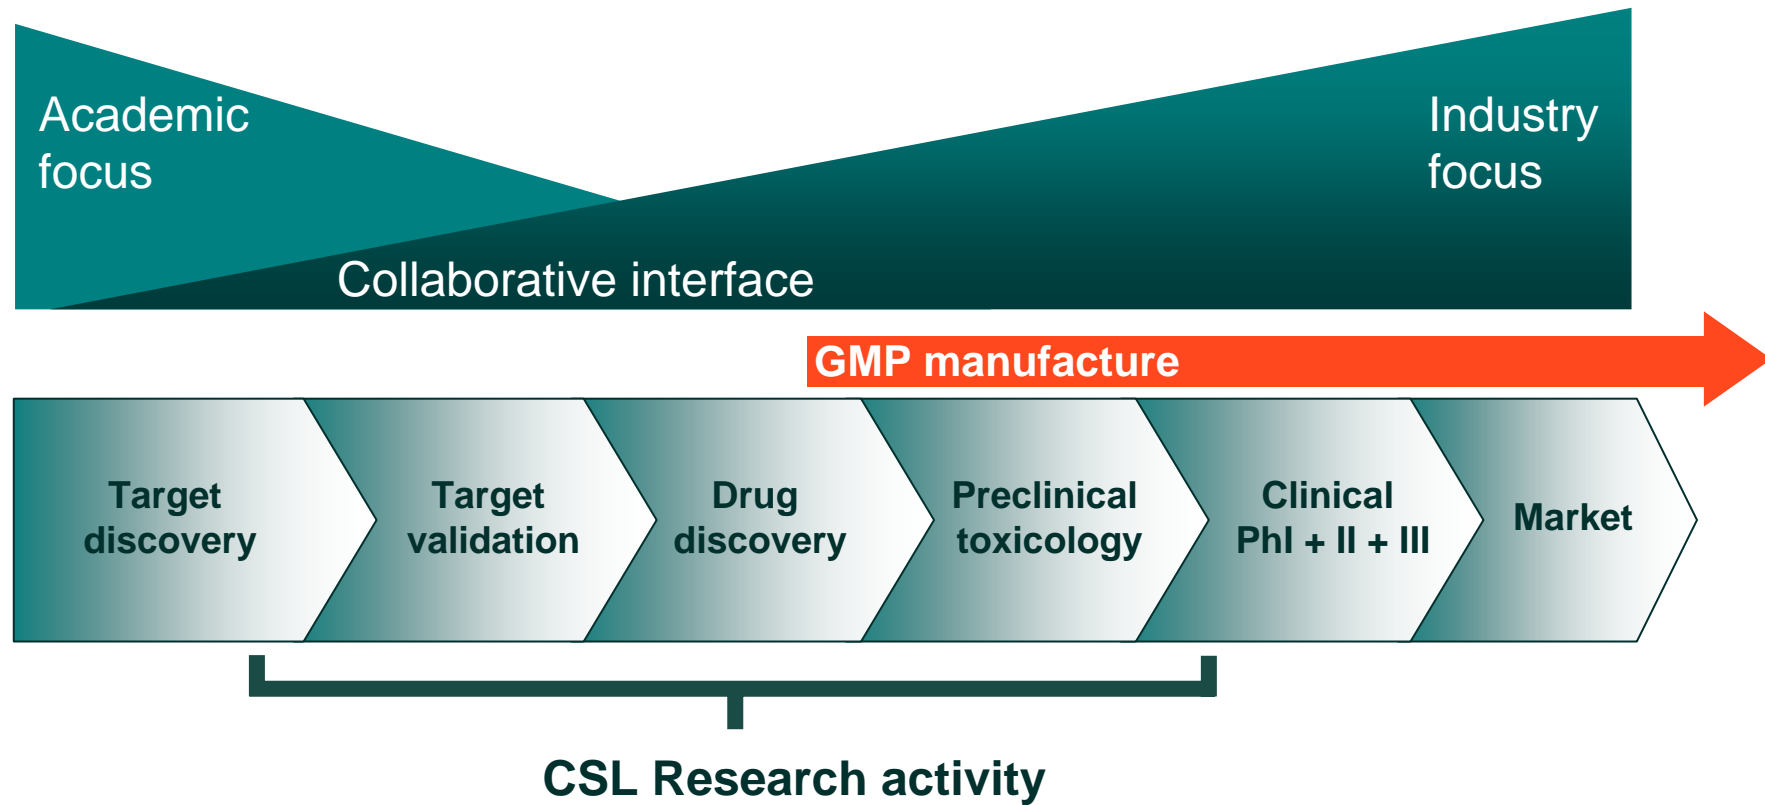 Academic
focus
Industry
focus
Collaborative interface
GMP manufacture
Target
discovery
Target
validation
Drug
discovery
Preclinical
toxicology
Clinical
PhI + II + III
Market
CSL Research activity